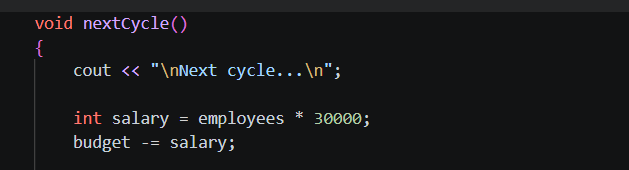 void nextCycle()
{
cout << "\nNext cycle...\n";
int salary = employees * 30000;
budget -= salary;